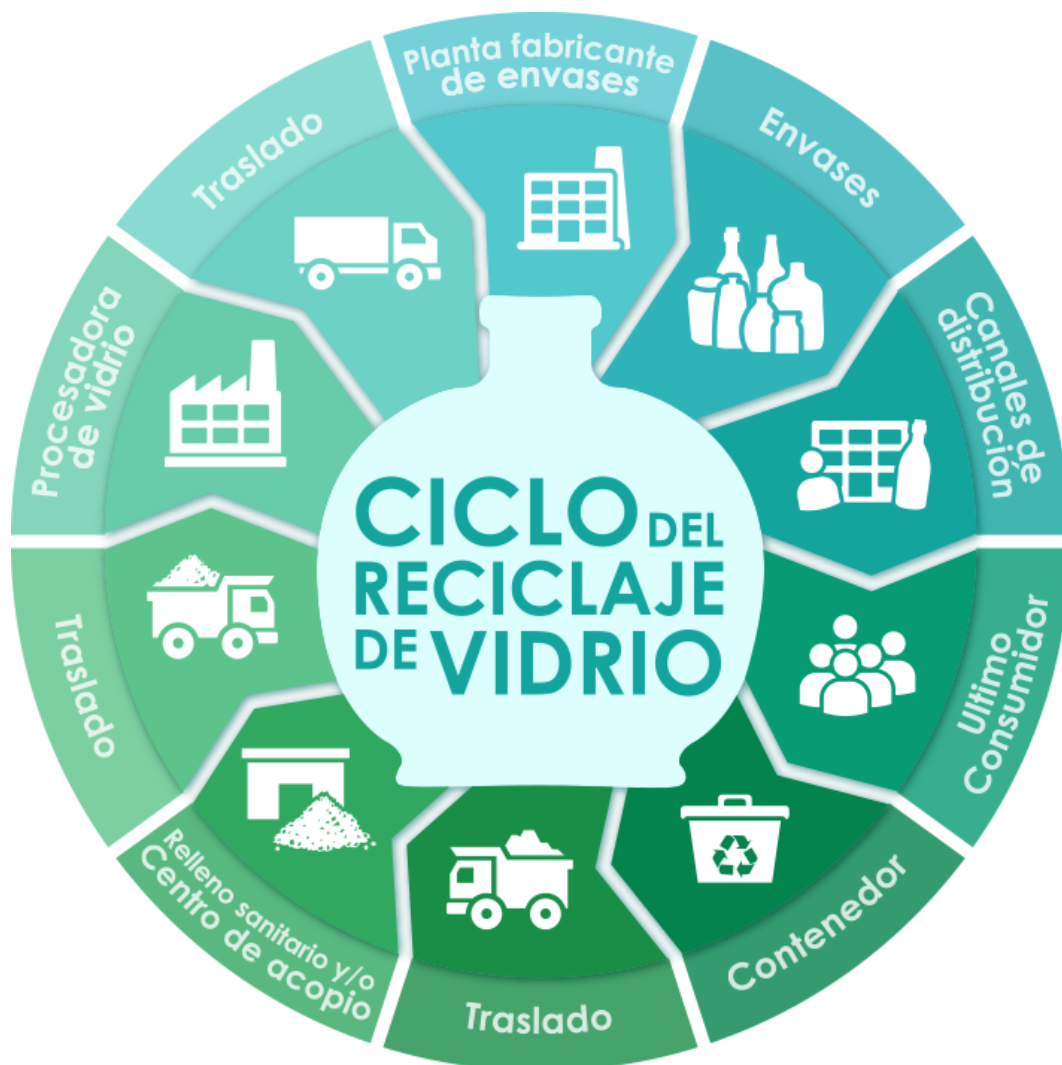 Planta fabricante
de envases
Envases
Canales de
distribución
Ultimo
Consumidor
Contenedor
Traslado
Relleno sanitario y/o
Centro de acopio
Traslado
Procesadora
de vidrio
Traslado
CICLO DEL
RECICLAJE
DE VIDRIO